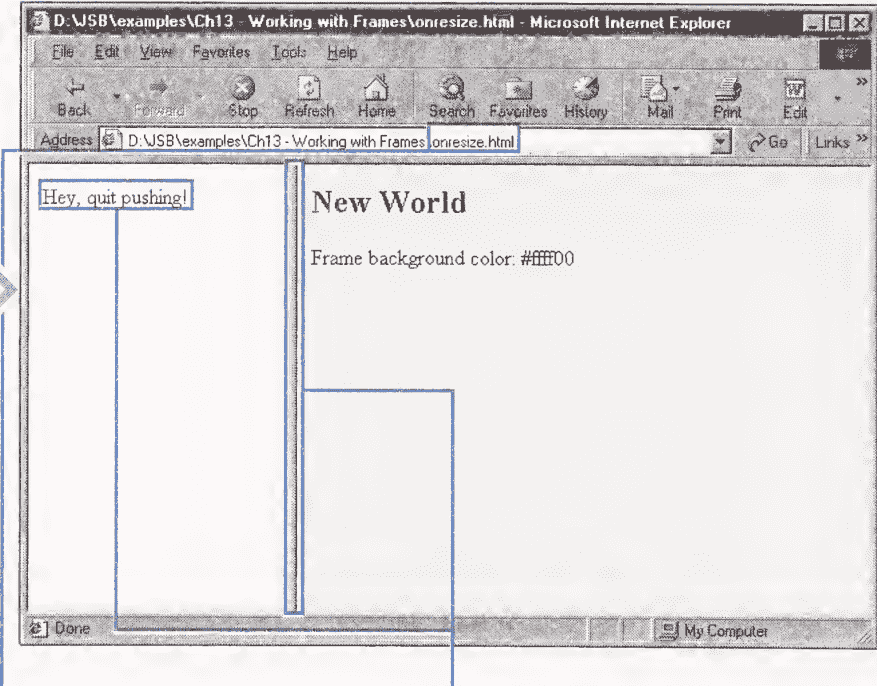 D:\JSB\examples\Ch13 - Working with Frames\onresize.html - Microsoft Internet Explorer
File Edit View Favorites Tools Help
Back Forward Stop Refresh Home Search Favorites History Mail Print Edit »
Address D:\JSB\examples\Ch13 - Working with Frames\onresize.html Go Links »
Hey, quit pushing!
New World
Frame background color: #ffff00
Done My Computer